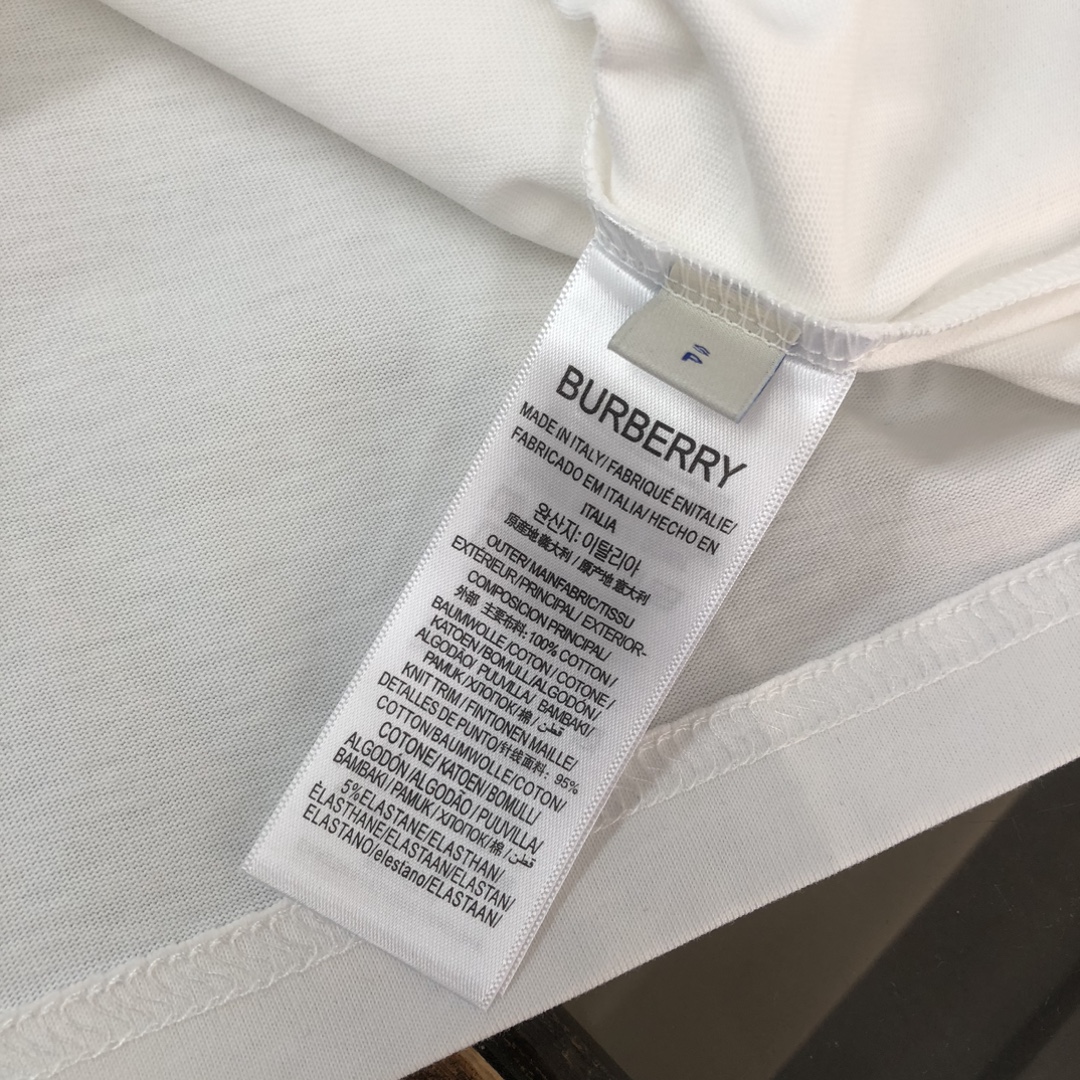 S
P
BURBERRY
MADE IN ITALY/FABRIQUÉ ENITALIE/
FABRICADO EM ITALIA/ HECHO EN
ITALIA
완산지: 이탈리아
原産地 義大利 / 原产地 意大利
OUTER/MAINFABRIC/TISSU
EXTÉRIEUR/PRINCIPAL/ EXTERIOR-
COMPOSICION PRINCIPAL/
外部 主要布料: 100% COTTON/
BAUMWOLLE/COTON/COTONE/
KATOEN/BOMULL/ALGODÓN/
ALGODÃO/ PUUVILLA/ BAMBAKI/
PAMUK/ХЛОПОК/棉/قطن
KNIT TRIM / FINTIONEN MAILLE/
DETALLES DE PUNTO/针线面料: 95%
COTTON/BAUMWOLLE/COTON/
COTONE/ KATOEN/ BOMULL/
ALGODÓN/ALGODÃO / PUUVILLA/
BAMBAKI/ PAMUK/ХЛОПОК/棉/قطن
5%ELASTANE/ELASTHAN/
ÉLASTHANE/ELASTAAN/ELASTAN/
ELASTANO/elestano/ELASTAAN/